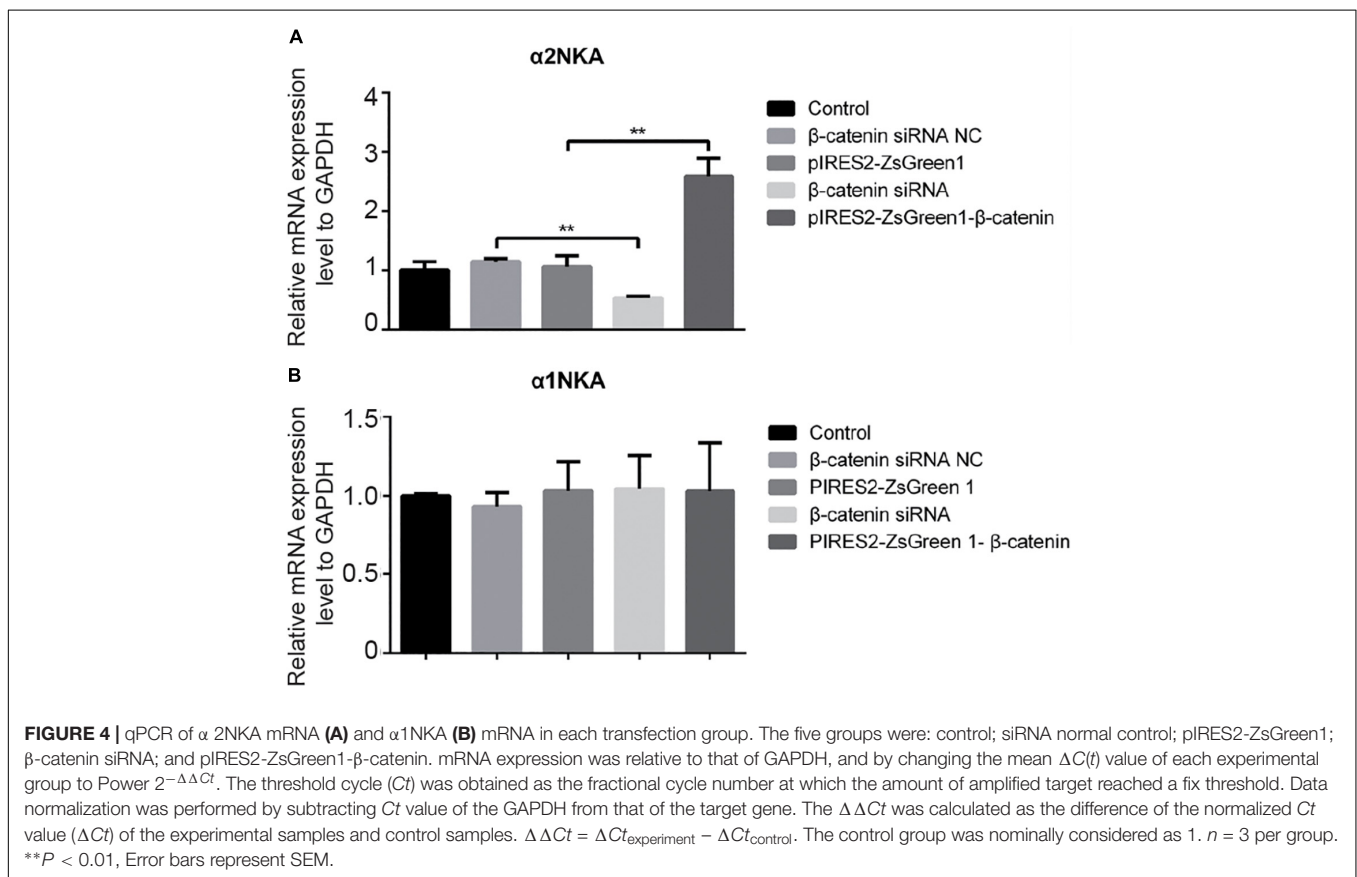 A
α2NKA
Relative mRNA expression
level to GAPDH
4
3
2
1
0
**
**
Control
β-catenin siRNA NC
pIRES2-ZsGreen1
β-catenin siRNA
pIRES2-ZsGreen1-β-catenin
B
α1NKA
Relative mRNA expression
level to GAPDH
1.5
1.0
0.5
0
Control
β-catenin siRNA NC
PIRES2-ZsGreen 1
β-catenin siRNA
PIRES2-ZsGreen 1- β-catenin
FIGURE 4 | qPCR of α 2NKA mRNA (A) and α1NKA (B) mRNA in each transfection group. The five groups were: control; siRNA normal control; pIRES2-ZsGreen1;
β-catenin siRNA; and pIRES2-ZsGreen1-β-catenin. mRNA expression was relative to that of GAPDH, and by changing the mean ΔC(t) value of each experimental
group to Power 2^−ΔΔCt. The threshold cycle (Ct) was obtained as the fractional cycle number at which the amount of amplified target reached a fix threshold. Data
normalization was performed by subtracting Ct value of the GAPDH from that of the target gene. The ΔΔCt was calculated as the difference of the normalized Ct
value (ΔCt) of the experimental samples and control samples. ΔΔCt = ΔCt_experiment − ΔCt_control. The control group was nominally considered as 1. n = 3 per group.
**P < 0.01, Error bars represent SEM.